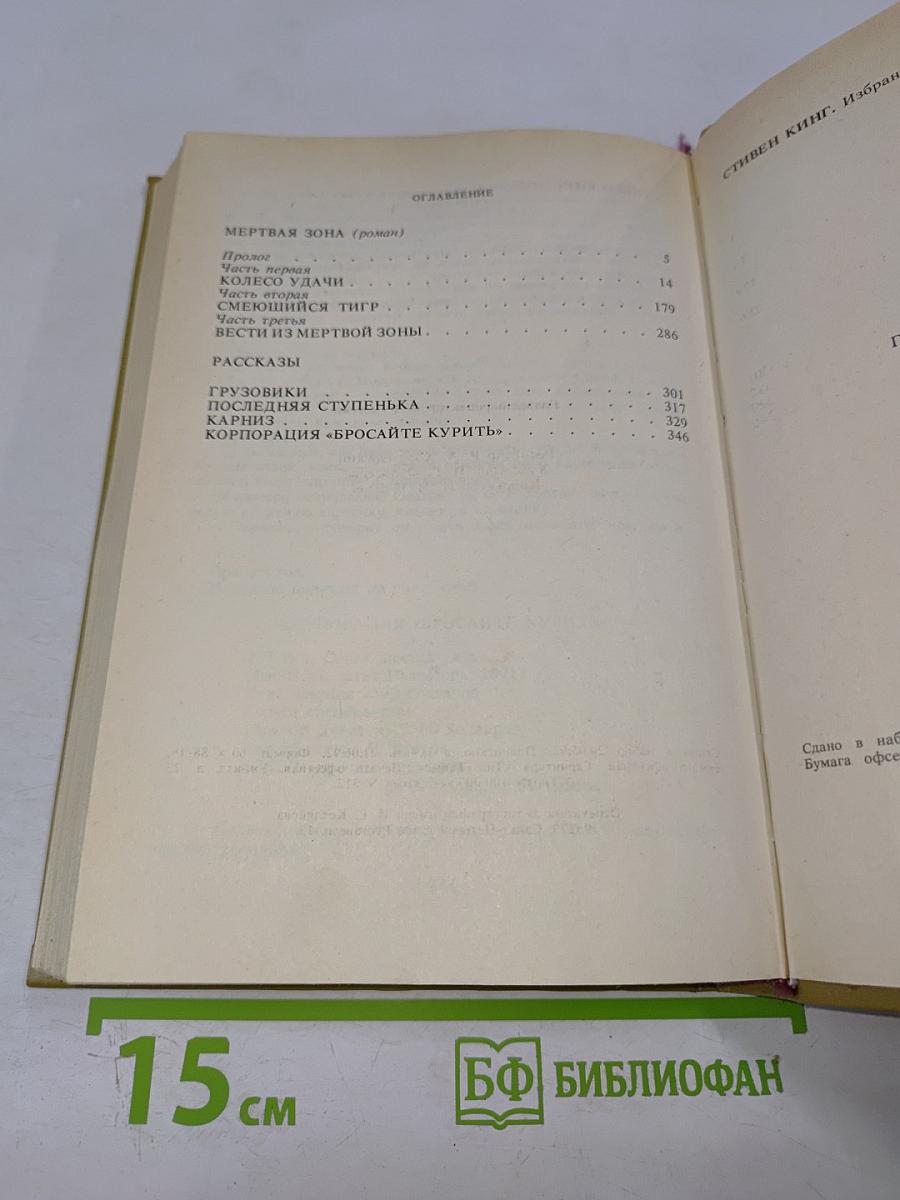 ОГЛАВЛЕНИЕ
МЕРТВАЯ ЗОНА (роман)
Пролог . . . . . . . . . . . . . . . . . 5
Часть первая
КОЛЕСО УДАЧИ . . . . . . . . . . . . . . 14
Часть вторая
СМЕЮЩИЙСЯ ТИГР . . . . . . . . . . . . . 179
Часть третья
ВЕСТИ ИЗ МЕРТВОЙ ЗОНЫ . . . . . . . . . . 286
РАССКАЗЫ
ГРУЗОВИКИ . . . . . . . . . . . . . . . 301
ПОСЛЕДНЯЯ СТУПЕНЬКА . . . . . . . . . . . 317
КАРНИЗ . . . . . . . . . . . . . . . . . 329
КОРПОРАЦИЯ «БРОСАЙТЕ КУРИТЬ» . . . . . . . 346
СТИВЕН КИНГ. Избран
Сдано в наб
Бумага офсе
15 см
БФ БИБЛИОФАН